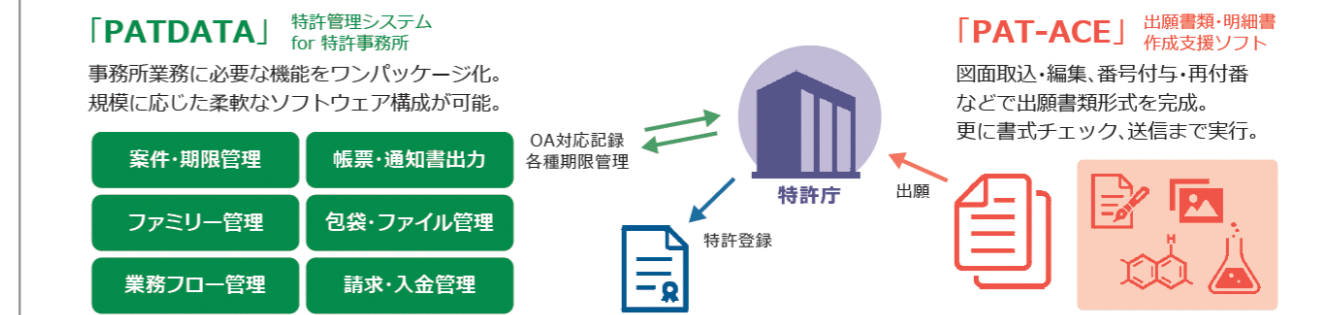 「PATDATA」 特許管理システム
for 特許事務所
事務所業務に必要な機能をワンパッケージ化。
規模に応じた柔軟なソフトウェア構成が可能。
案件・期限管理
帳票・通知書出力
ファミリー管理
包袋・ファイル管理
業務フロー管理
請求・入金管理
OA対応記録
各種期限管理
特許庁
特許登録
出願
「PAT-ACE」 出願書類・明細書
作成支援ソフト
図面取込・編集、番号付与・再付番
などで出願書類形式を完成。
更に書式チェック、送信まで実行。
H
N